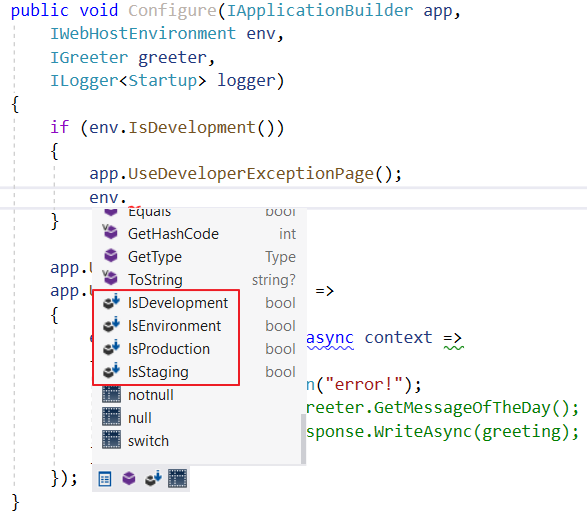 public void Configure(IApplicationBuilder app,
IWebHostEnvironment env,
IGreeter greeter,
ILogger<Startup> logger)
{
if (env.IsDevelopment())
{
app.UseDeveloperExceptionPage();
env.
}
Equals bool
GetHashCode int
GetType Type
ToString string?
IsDevelopment bool
IsEnvironment bool
IsProduction bool
IsStaging bool
notnull
null
switch
app.U
app.U =>
{
async context =>
n("error!");
reeter.GetMessageOfTheDay();
sponse.WriteAsync(greeting);
});
}